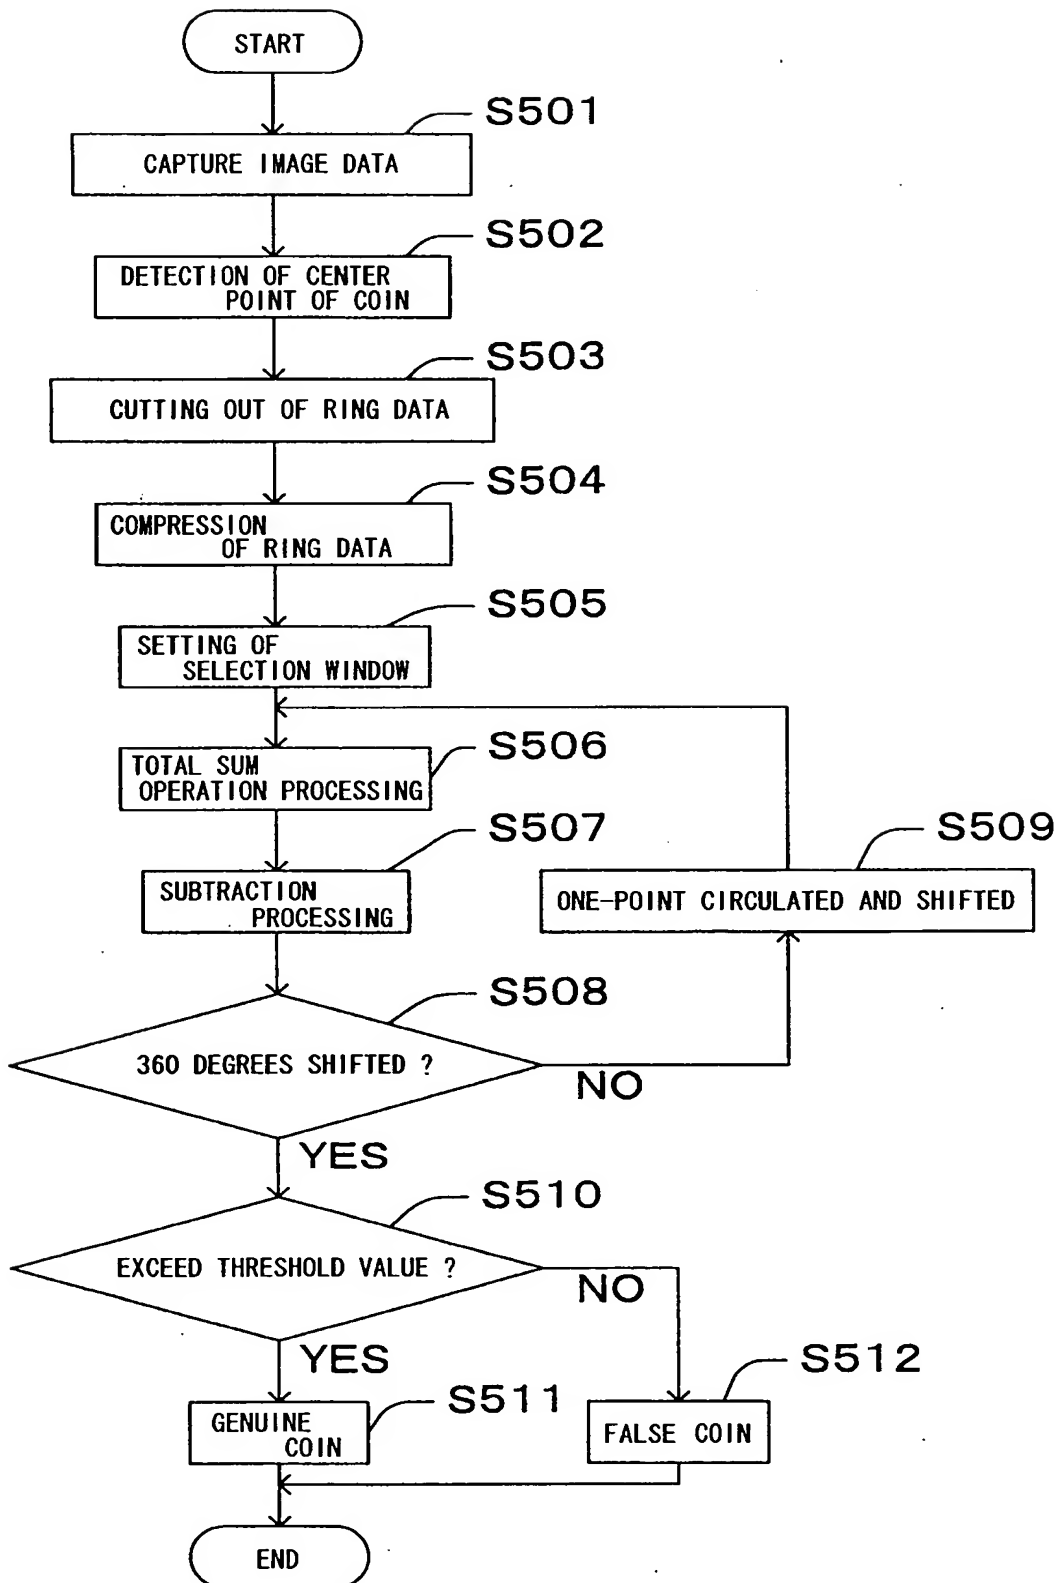 START
S501
CAPTURE IMAGE DATA
S502
DETECTION OF CENTER
POINT OF COIN
S503
CUTTING OUT OF RING DATA
S504
COMPRESSION
OF RING DATA
S505
SETTING OF
SELECTION WINDOW
S506
TOTAL SUM
OPERATION PROCESSING
S507
SUBTRACTION
PROCESSING
S509
ONE-POINT CIRCULATED AND SHIFTED
S508
360 DEGREES SHIFTED ?
NO
YES
S510
EXCEED THRESHOLD VALUE ?
NO
YES
S511
GENUINE
COIN
S512
FALSE COIN
END